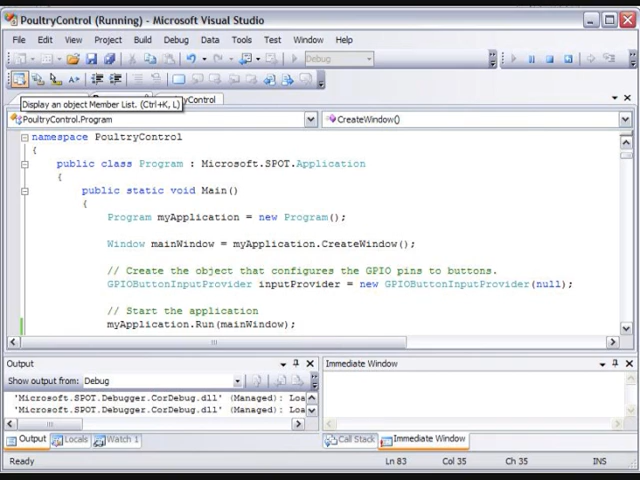 PoultryControl (Running) - Microsoft Visual Studio
File Edit View Project Build Debug Data Tools Test Window Help
Debug
Display an object Member List. (Ctrl+K, L)
PoultryControl.Program CreateWindow()
namespace PoultryControl
{
public class Program : Microsoft.SPOT.Application
{
public static void Main()
{
Program myApplication = new Program();
Window mainWindow = myApplication.CreateWindow();
// Create the object that configures the GPIO pins to buttons.
GPIOButtonInputProvider inputProvider = new GPIOButtonInputProvider(null);
// Start the application
myApplication.Run(mainWindow);
Output Immediate Window
Show output from: Debug
'Microsoft.SPOT.Debugger.CorDebug.dll' (Managed): Loa
'Microsoft.SPOT.Debugger.CorDebug.dll' (Managed): Loa
Output Locals Watch 1 Call Stack Immediate Window
Ready Ln 83 Col 35 Ch 35 INS